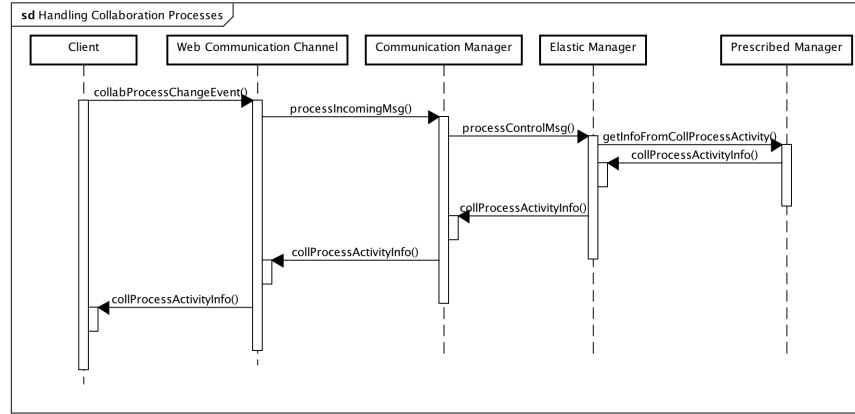 sd Handling Collaboration Processes
Client
Web Communication Channel
Communication Manager
Elastic Manager
Prescribed Manager
collabProcessChangeEvent()
processIncomingMsg()
processControlMsg()
getInfoFromCollProcessActivity()
collProcessActivityInfo()
collProcessActivityInfo()
collProcessActivityInfo()
collProcessActivityInfo()